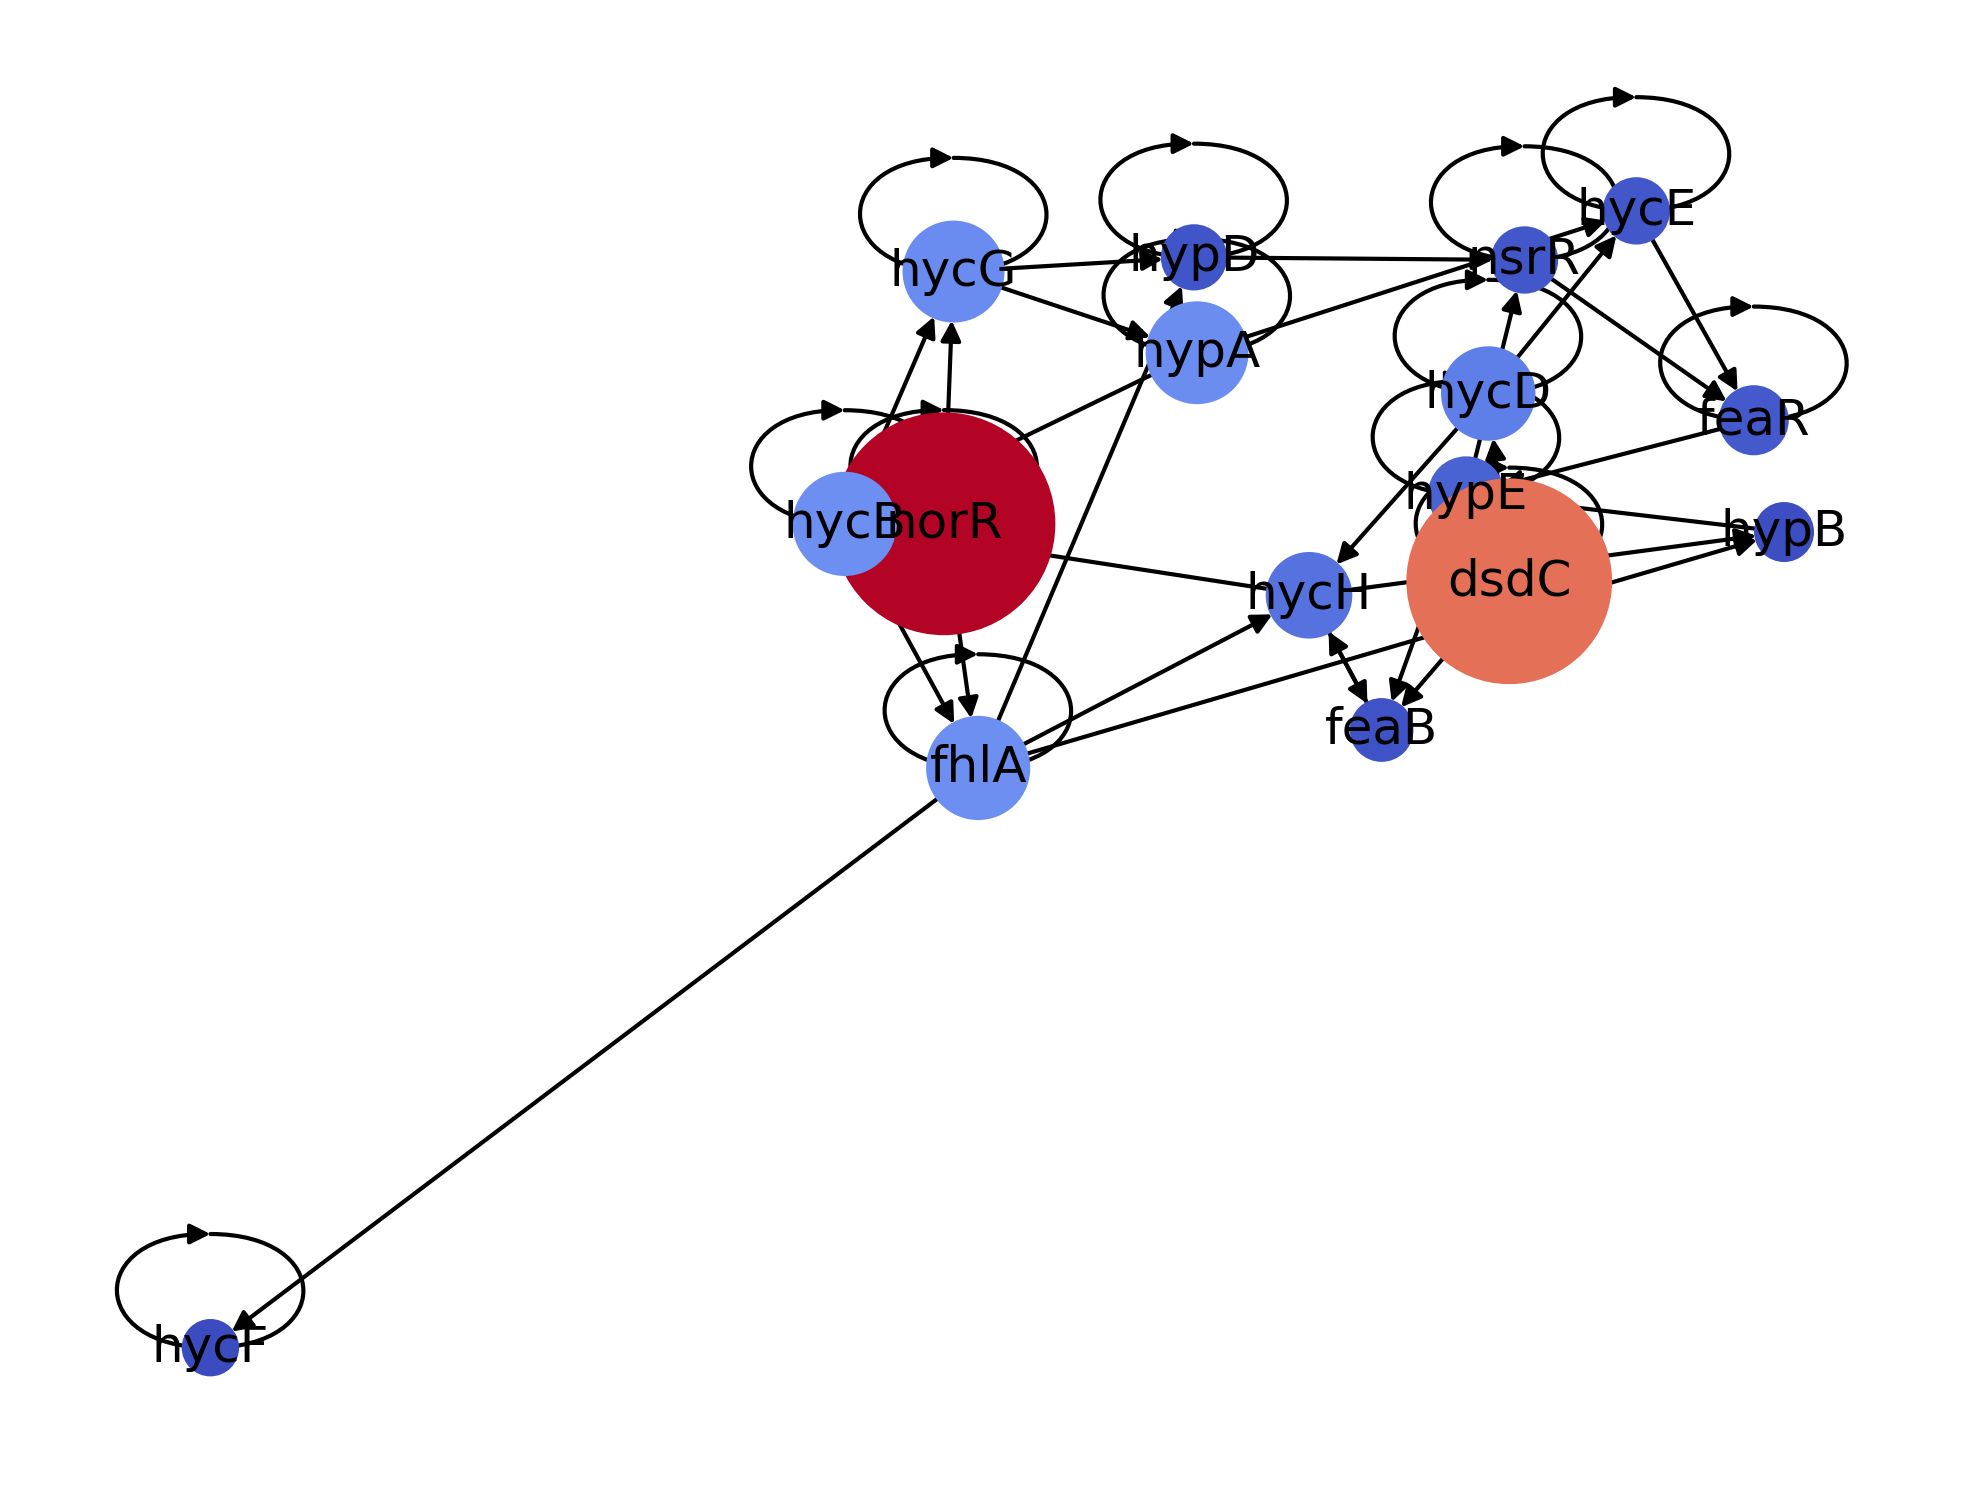 hycE
hypD
nsrR
hycG
hypA
hycD
feaR
hypE
hycB
norR
hypB
dsdC
hycH
feaB
fhlA
hycF